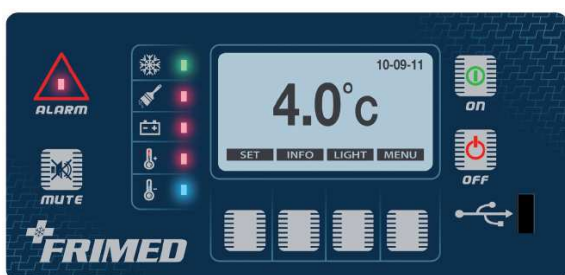 10-09-11
4.0°c
SET INFO LIGHT MENU
ALARM
MUTE
on
OFF
FRIMED